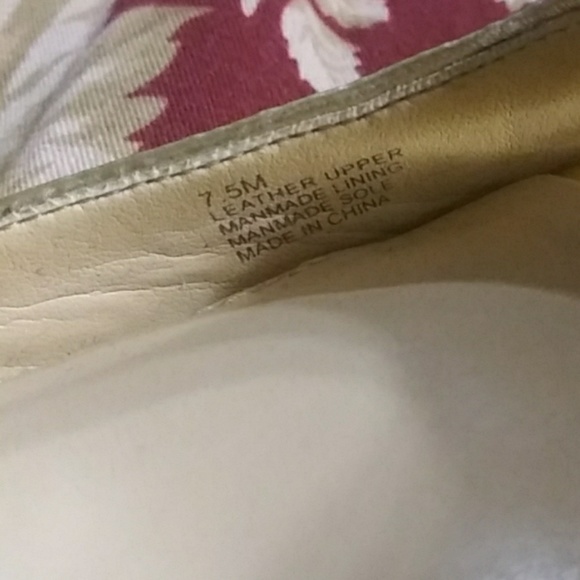 7.5M
LEATHER UPPER
MANMADE LINING
MANMADE SOLE
MADE IN CHINA